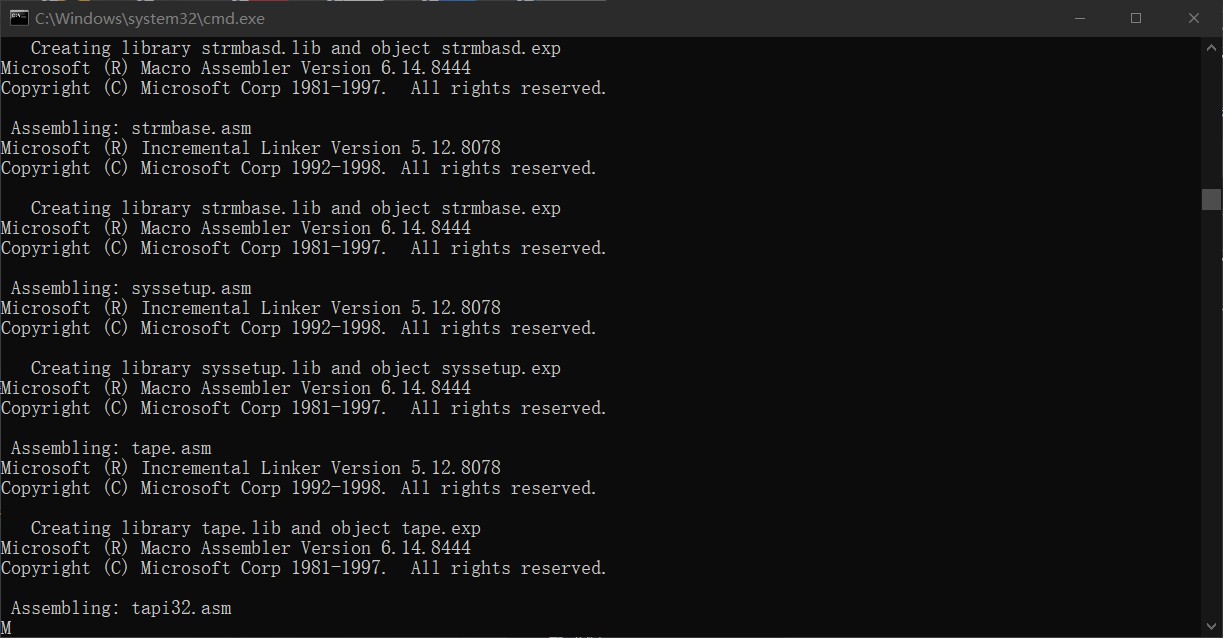 C:\Windows\system32\cmd.exe
Creating library strmbasd.lib and object strmbasd.exp
Microsoft (R) Macro Assembler Version 6.14.8444
Copyright (C) Microsoft Corp 1981-1997.  All rights reserved.
Assembling: strmbase.asm
Microsoft (R) Incremental Linker Version 5.12.8078
Copyright (C) Microsoft Corp 1992-1998. All rights reserved.
Creating library strmbase.lib and object strmbase.exp
Microsoft (R) Macro Assembler Version 6.14.8444
Copyright (C) Microsoft Corp 1981-1997.  All rights reserved.
Assembling: syssetup.asm
Microsoft (R) Incremental Linker Version 5.12.8078
Copyright (C) Microsoft Corp 1992-1998. All rights reserved.
Creating library syssetup.lib and object syssetup.exp
Microsoft (R) Macro Assembler Version 6.14.8444
Copyright (C) Microsoft Corp 1981-1997.  All rights reserved.
Assembling: tape.asm
Microsoft (R) Incremental Linker Version 5.12.8078
Copyright (C) Microsoft Corp 1992-1998. All rights reserved.
Creating library tape.lib and object tape.exp
Microsoft (R) Macro Assembler Version 6.14.8444
Copyright (C) Microsoft Corp 1981-1997.  All rights reserved.
Assembling: tapi32.asm
M